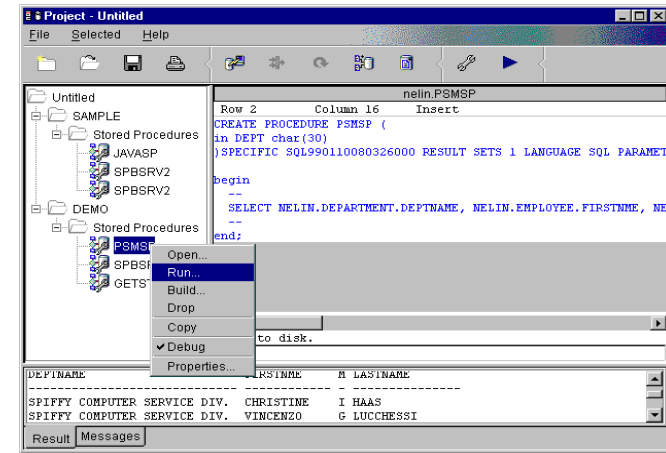 Project - Untitled
File Selected Help
Untitled
SAMPLE
Stored Procedures
JAVASP
SPBSRV2
SPBSRV2
DEMO
Stored Procedures
PSMSP
SPBSF
GETS
nelin.PSMSP
Row 2 Column 16 Insert
CREATE PROCEDURE PSMSP (
in DEPT char(30)
)SPECIFIC SQL990110080326000 RESULT SETS 1 LANGUAGE SQL PARAMET
begin
--
SELECT NELIN.DEPARTMENT.DEPTNAME, NELIN.EMPLOYEE.FIRSTNME, NE
--
end;
Open...
Run...
Build...
Drop
Copy
Debug
Properties...
to disk.
DEPTNAME FIRSTNME M LASTNAME
---------------------------- ------------ - ---------------
SPIFFY COMPUTER SERVICE DIV. CHRISTINE I HAAS
SPIFFY COMPUTER SERVICE DIV. VINCENZO G LUCCHESSI
Result Messages